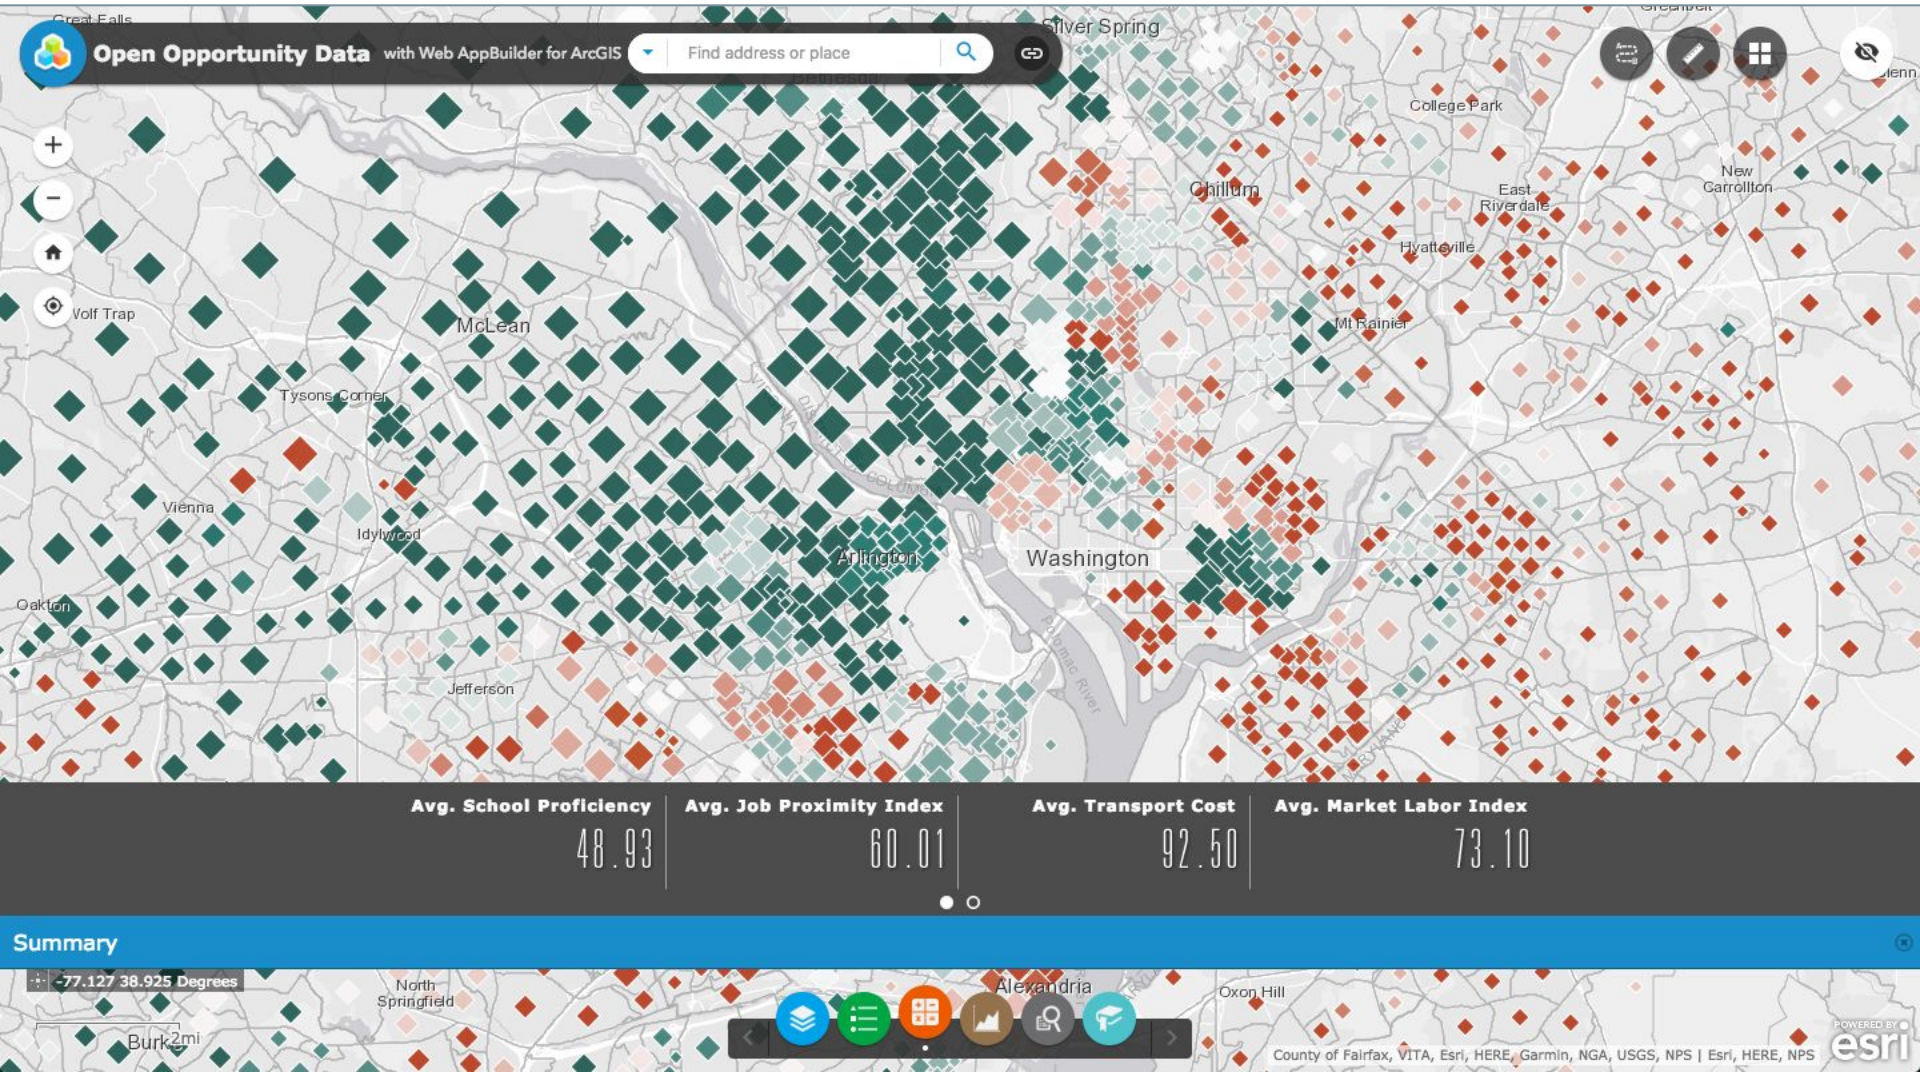 Great Falls
Silver Spring
Greenbelt
Open Opportunity Data with Web AppBuilder for ArcGIS
Find address or place
Bethesda
College Park
New
Carrollton
Chillum
East
Riverdale
Hyattsville
Wolf Trap
McLean
Mt Rainier
Tysons Corner
Vienna
Idylwood
Arlington
Washington
Oakton
Potomac River
Jefferson
MARYLAND
Avg. School Proficiency
48.93
Avg. Job Proximity Index
60.01
Avg. Transport Cost
92.50
Avg. Market Labor Index
73.10
Summary
-77.127 38.925 Degrees
North
Springfield
Alexandria
Oxon Hill
2mi
County of Fairfax, VITA, Esri, HERE, Garmin, NGA, USGS, NPS | Esri, HERE, NPS
POWERED BY
esri